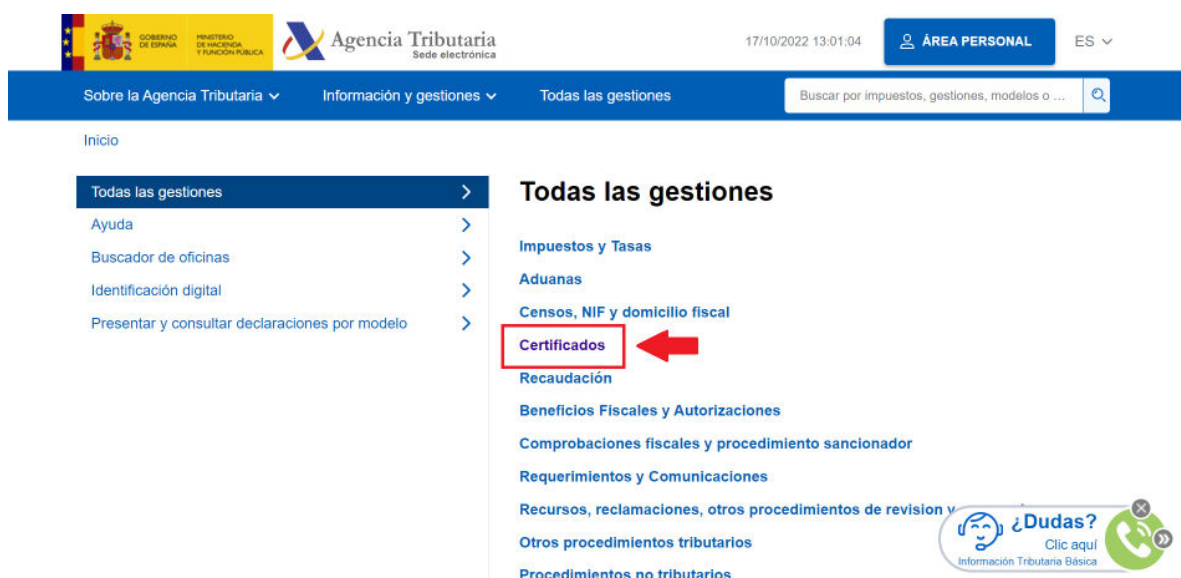 GOBIERNO
DE ESPAÑA
MINISTERIO
DE HACIENDA
Y FUNCIÓN PÚBLICA
Agencia Tributaria
Sede electrónica
17/10/2022 13:01:04
ÁREA PERSONAL
ES
Sobre la Agencia Tributaria
Información y gestiones
Todas las gestiones
Buscar por impuestos, gestiones, modelos o ...
Inicio
Todas las gestiones
Ayuda
Buscador de oficinas
Identificación digital
Presentar y consultar declaraciones por modelo
Todas las gestiones
Impuestos y Tasas
Aduanas
Censos, NIF y domicilio fiscal
Certificados
Recaudación
Beneficios Fiscales y Autorizaciones
Comprobaciones fiscales y procedimiento sancionador
Requerimientos y Comunicaciones
Recursos, reclamaciones, otros procedimientos de revision y
Otros procedimientos tributarios
Procedimientos no tributarios
¿Dudas?
Clic aquí
Información Tributaria Básica